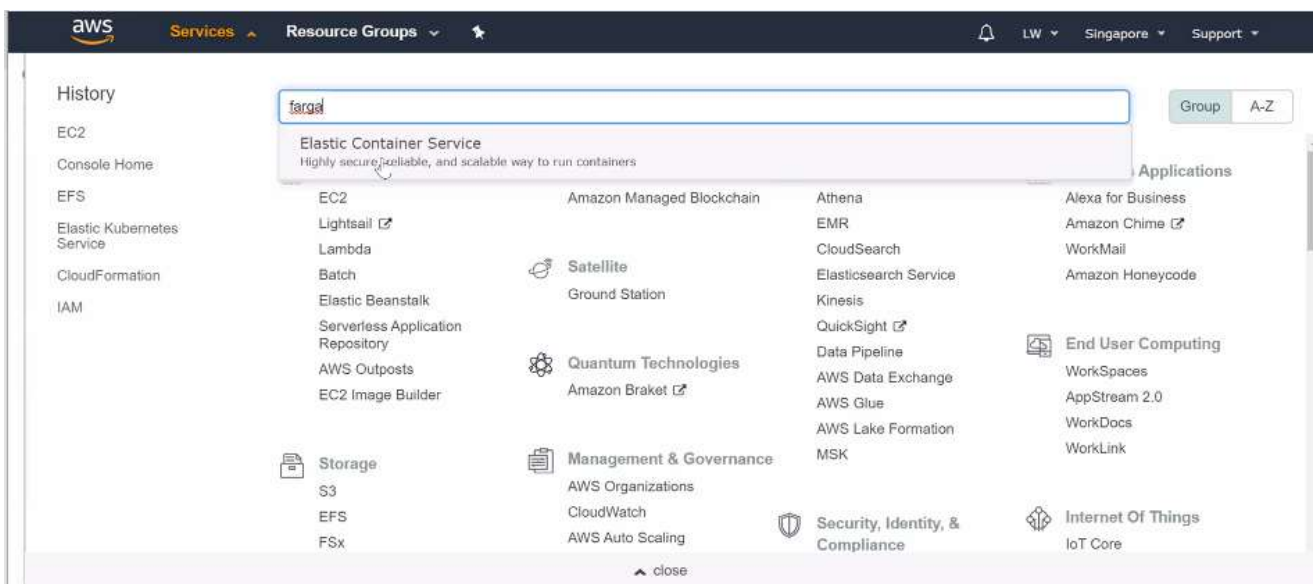 aws
Services
Resource Groups
LW
Singapore
Support
History
EC2
Console Home
EFS
Elastic Kubernetes
Service
CloudFormation
IAM
farga
Group
A-Z
Elastic Container Service
Highly secure, reliable, and scalable way to run containers
EC2
Lightsail
Lambda
Batch
Elastic Beanstalk
Serverless Application
Repository
AWS Outposts
EC2 Image Builder
Storage
S3
EFS
FSx
Amazon Managed Blockchain
Satellite
Ground Station
Quantum Technologies
Amazon Braket
Management & Governance
AWS Organizations
CloudWatch
AWS Auto Scaling
Athena
EMR
CloudSearch
Elasticsearch Service
Kinesis
QuickSight
Data Pipeline
AWS Data Exchange
AWS Glue
AWS Lake Formation
MSK
Security, Identity, &
Compliance
Applications
Alexa for Business
Amazon Chime
WorkMail
Amazon Honeycode
End User Computing
WorkSpaces
AppStream 2.0
WorkDocs
WorkLink
Internet Of Things
IoT Core
close